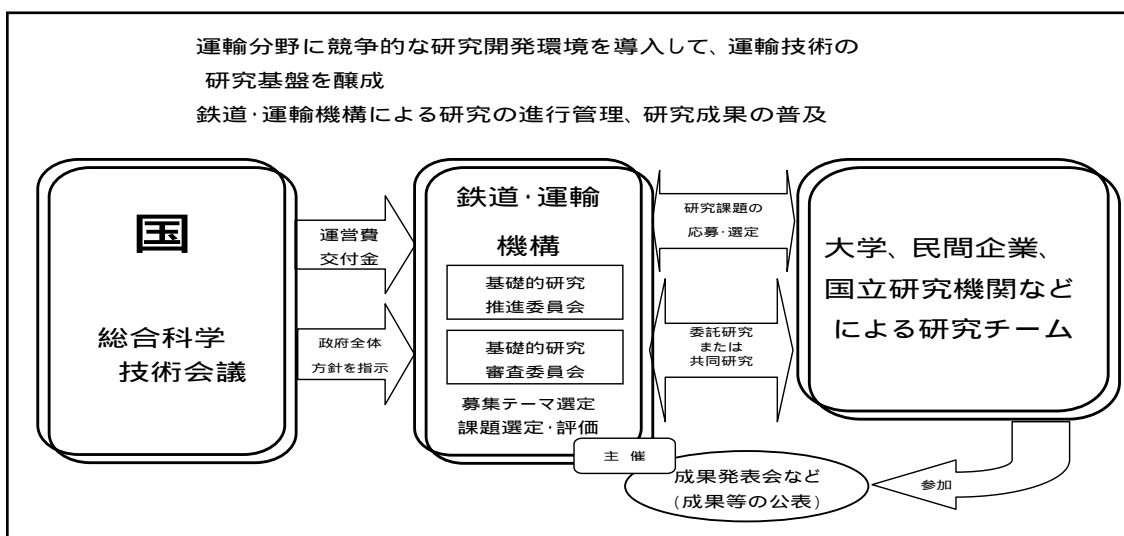 運輸分野に競争的な研究開発環境を導入して、運輸技術の
研究基盤を醸成
鉄道・運輸機構による研究の進行管理、研究成果の普及
国
総合科学
技術会議
運営費
交付金
政府全体
方針を指示
鉄道・運輸
機構
基礎的研究
推進委員会
基礎的研究
審査委員会
募集テーマ選定
課題選定・評価
主 催
研究課題の
応募・選定
委託研究
または
共同研究
大学、民間企業、
国立研究機関など
による研究チーム
成果発表会など
(成果等の公表)
参加